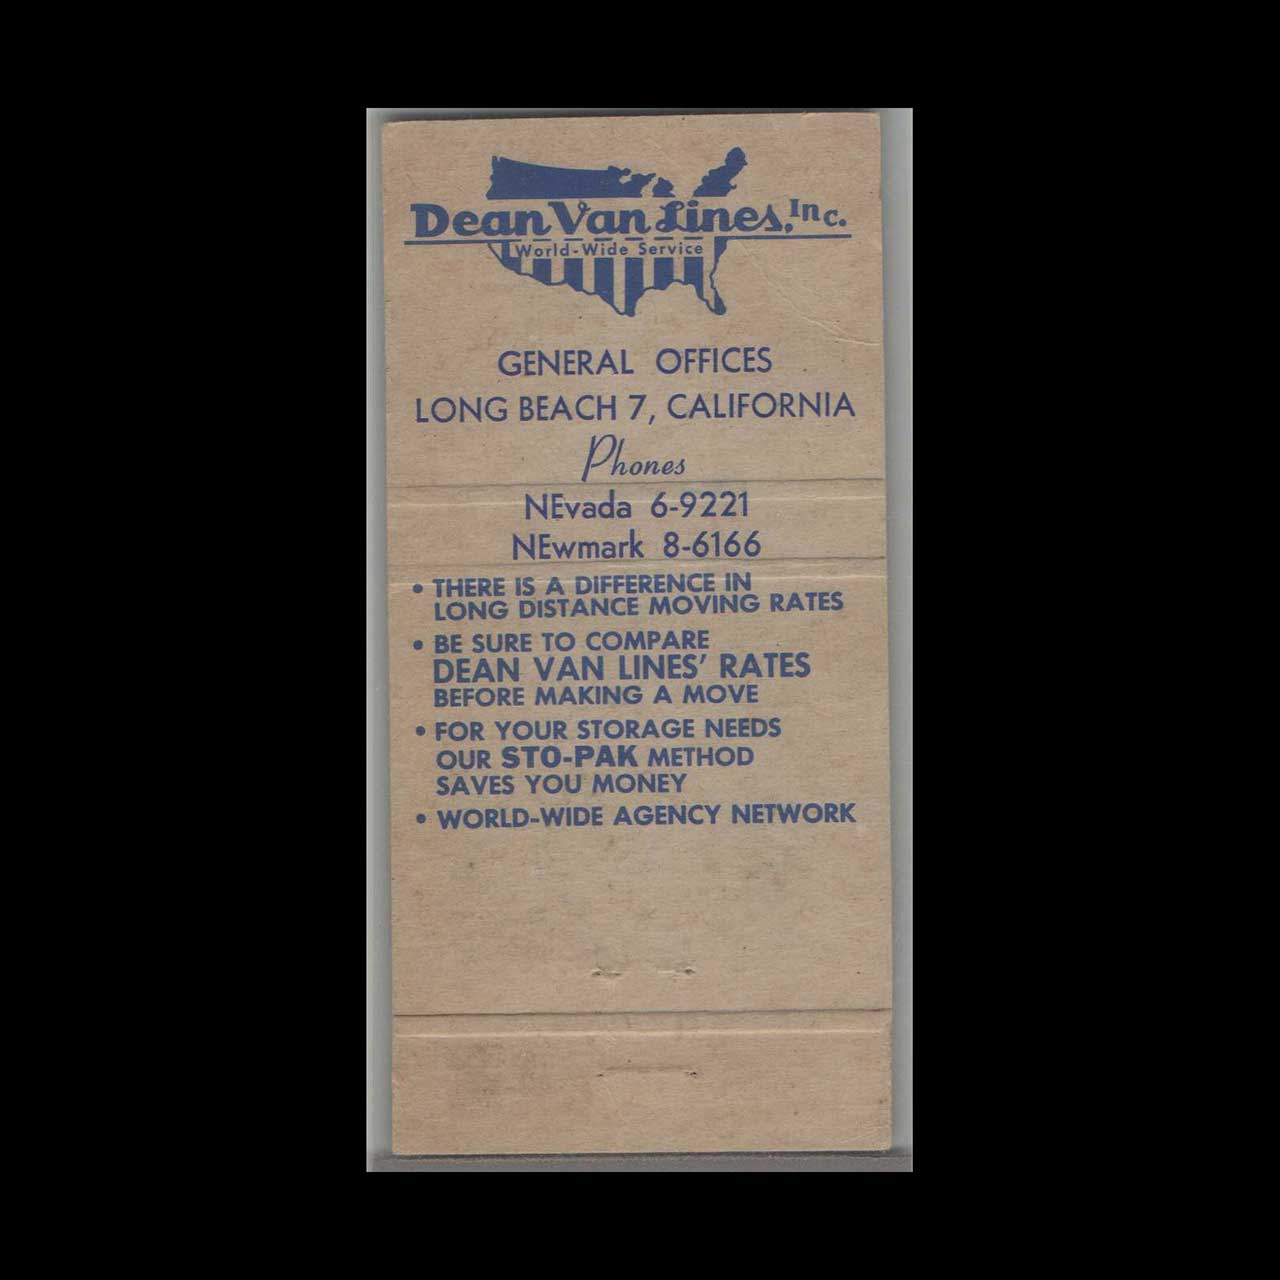 Dean Van Lines, Inc.
World-Wide Service
GENERAL OFFICES
LONG BEACH 7, CALIFORNIA
Phones
NEvada 6-9221
NEwmark 8-6166
• THERE IS A DIFFERENCE IN
LONG DISTANCE MOVING RATES
• BE SURE TO COMPARE
DEAN VAN LINES' RATES
BEFORE MAKING A MOVE
• FOR YOUR STORAGE NEEDS
OUR STO-PAK METHOD
SAVES YOU MONEY
• WORLD-WIDE AGENCY NETWORK